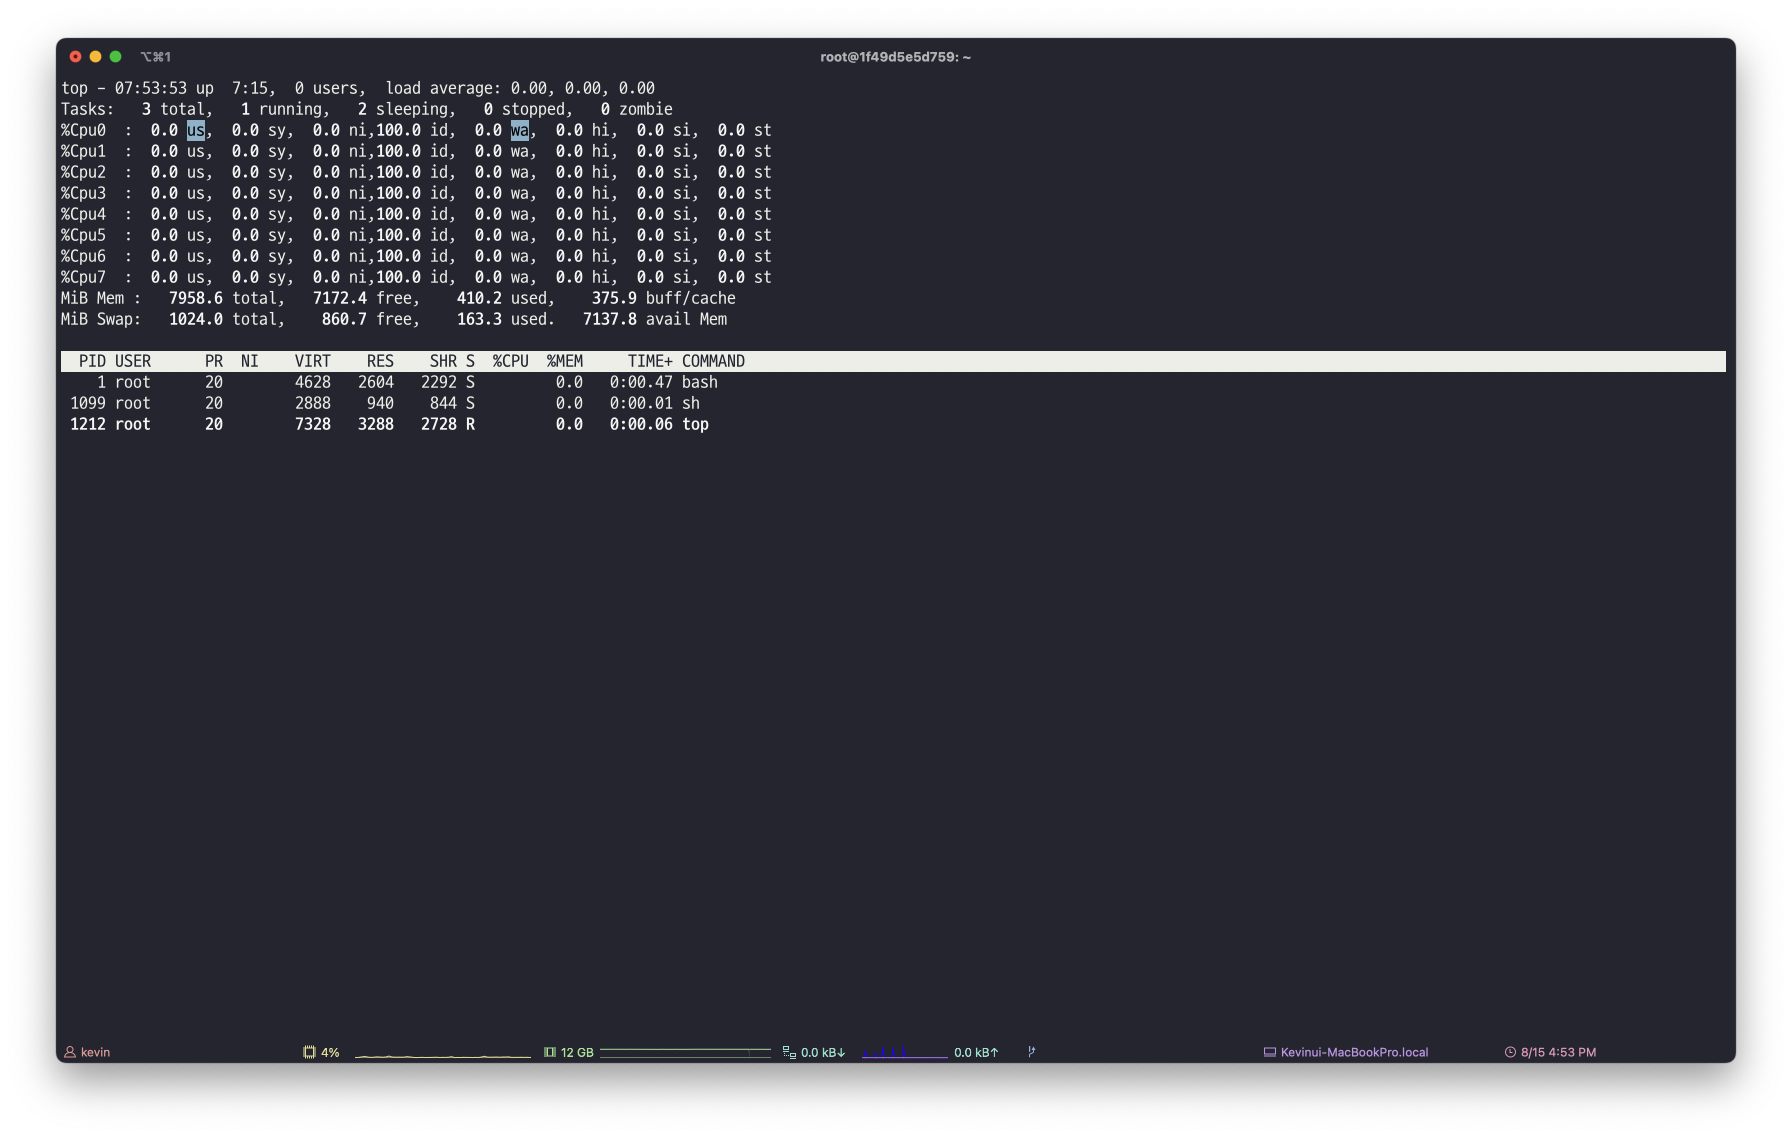 ⌥⌘1 root@1f49d5e5d759: ~
top - 07:53:53 up  7:15,  0 users,  load average: 0.00, 0.00, 0.00
Tasks:   3 total,   1 running,   2 sleeping,   0 stopped,   0 zombie
%Cpu0  :  0.0 us,  0.0 sy,  0.0 ni,100.0 id,  0.0 wa,  0.0 hi,  0.0 si,  0.0 st
%Cpu1  :  0.0 us,  0.0 sy,  0.0 ni,100.0 id,  0.0 wa,  0.0 hi,  0.0 si,  0.0 st
%Cpu2  :  0.0 us,  0.0 sy,  0.0 ni,100.0 id,  0.0 wa,  0.0 hi,  0.0 si,  0.0 st
%Cpu3  :  0.0 us,  0.0 sy,  0.0 ni,100.0 id,  0.0 wa,  0.0 hi,  0.0 si,  0.0 st
%Cpu4  :  0.0 us,  0.0 sy,  0.0 ni,100.0 id,  0.0 wa,  0.0 hi,  0.0 si,  0.0 st
%Cpu5  :  0.0 us,  0.0 sy,  0.0 ni,100.0 id,  0.0 wa,  0.0 hi,  0.0 si,  0.0 st
%Cpu6  :  0.0 us,  0.0 sy,  0.0 ni,100.0 id,  0.0 wa,  0.0 hi,  0.0 si,  0.0 st
%Cpu7  :  0.0 us,  0.0 sy,  0.0 ni,100.0 id,  0.0 wa,  0.0 hi,  0.0 si,  0.0 st
MiB Mem :   7958.6 total,   7172.4 free,    410.2 used,    375.9 buff/cache
MiB Swap:   1024.0 total,    860.7 free,    163.3 used.   7137.8 avail Mem
  PID USER      PR  NI    VIRT    RES    SHR S  %CPU  %MEM     TIME+ COMMAND
    1 root      20        4628   2604   2292 S         0.0   0:00.47 bash
 1099 root      20        2888    940    844 S         0.0   0:00.01 sh
 1212 root      20        7328   3288   2728 R         0.0   0:00.06 top
kevin 4% 12 GB 0.0 kB↓ 0.0 kB↑ Kevinui-MacBookPro.local 8/15 4:53 PM